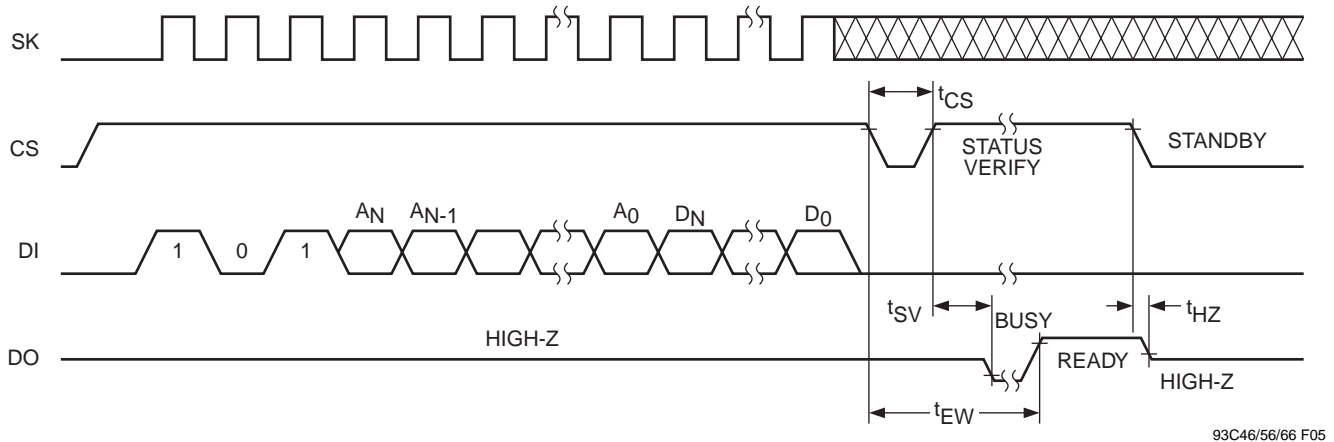 SK
tCS
CS
STATUS
VERIFY
STANDBY
AN AN-1 A0 DN D0
DI 1 0 1
tSV BUSY tHZ
HIGH-Z
DO READY
HIGH-Z
tEW
93C46/56/66 F05